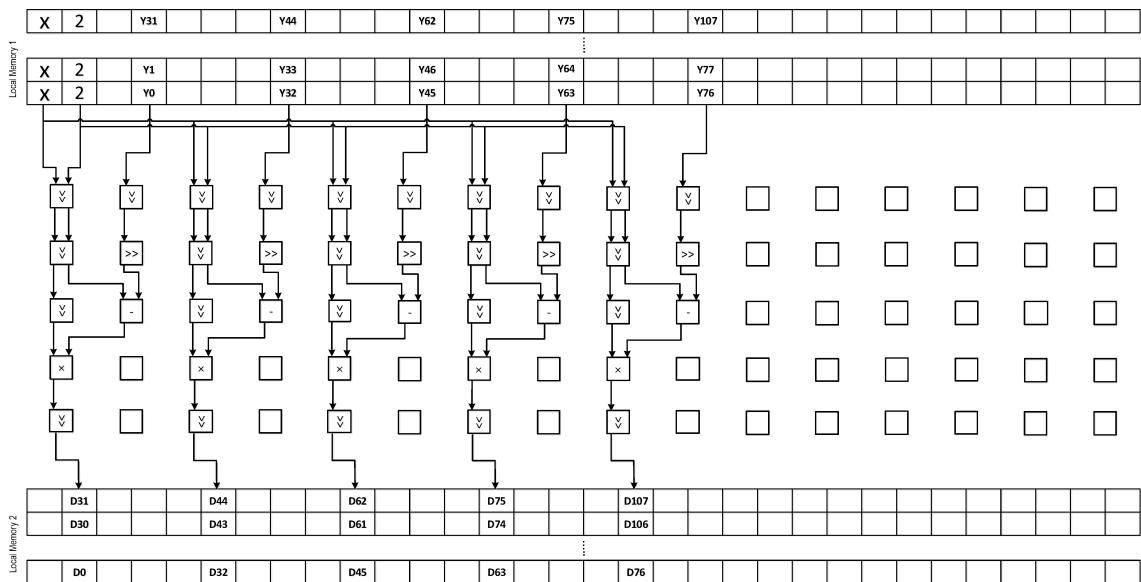 Local Memory 1
X 2 Y31 Y44 Y62 Y75 Y107
X 2 Y1 Y33 Y46 Y64 Y77
X 2 Y0 Y32 Y45 Y63 Y76
>> >> >> >> >> >> >> >> >> >>
>> >> >> >> >> >> >> >> >> >>
>> - >> - >> - >> - >> -
× × × × ×
>> >> >> >> >>
Local Memory 2
D31 D44 D62 D75 D107
D30 D43 D61 D74 D106
D0 D32 D45 D63 D76